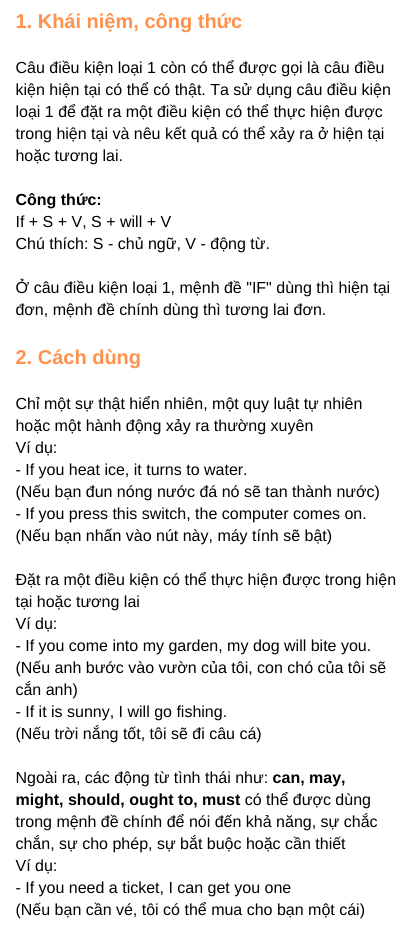 1. Khái niệm, công thức
Câu điều kiện loại 1 còn có thể được gọi là câu điều
kiện hiện tại có thể có thật. Ta sử dụng câu điều kiện
loại 1 để đặt ra một điều kiện có thể thực hiện được
trong hiện tại và nêu kết quả có thể xảy ra ở hiện tại
hoặc tương lai.
Công thức:
If + S + V, S + will + V
Chú thích: S - chủ ngữ, V - động từ.
Ở câu điều kiện loại 1, mệnh đề "IF" dùng thì hiện tại
đơn, mệnh đề chính dùng thì tương lai đơn.
2. Cách dùng
Chỉ một sự thật hiển nhiên, một quy luật tự nhiên
hoặc một hành động xảy ra thường xuyên
Ví dụ:
- If you heat ice, it turns to water.
(Nếu bạn đun nóng nước đá nó sẽ tan thành nước)
- If you press this switch, the computer comes on.
(Nếu bạn nhấn vào nút này, máy tính sẽ bật)
Đặt ra một điều kiện có thể thực hiện được trong hiện
tại hoặc tương lai
Ví dụ:
- If you come into my garden, my dog will bite you.
(Nếu anh bước vào vườn của tôi, con chó của tôi sẽ
cắn anh)
- If it is sunny, I will go fishing.
(Nếu trời nắng tốt, tôi sẽ đi câu cá)
Ngoài ra, các động từ tình thái như: can, may,
might, should, ought to, must có thể được dùng
trong mệnh đề chính để nói đến khả năng, sự chắc
chắn, sự cho phép, sự bắt buộc hoặc cần thiết
Ví dụ:
- If you need a ticket, I can get you one
(Nếu bạn cần vé, tôi có thể mua cho bạn một cái)